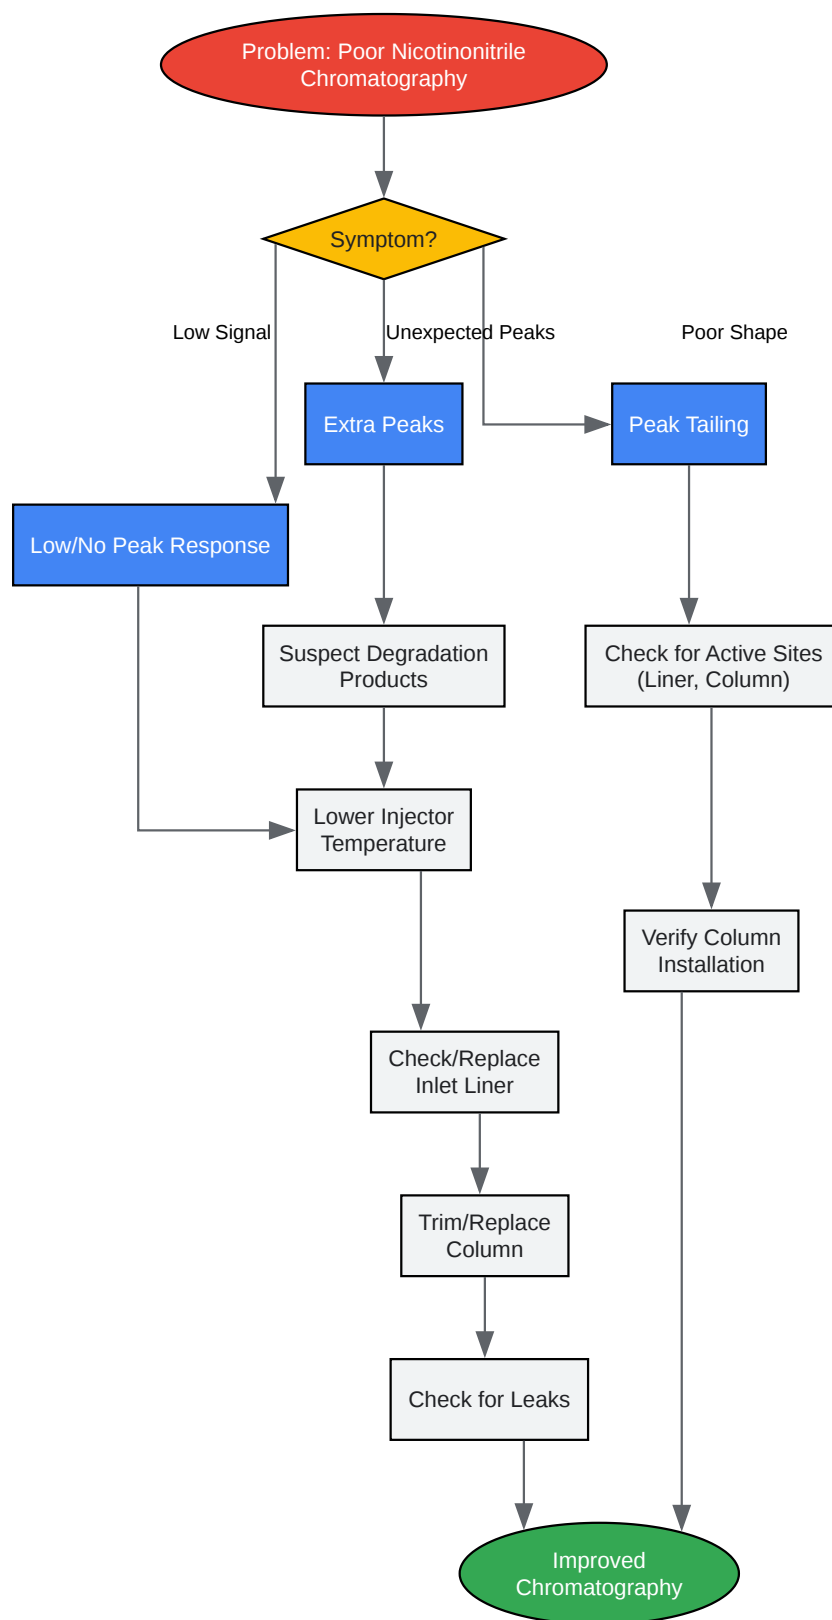 Problem: Poor Nicotinonitrile
Chromatography
Symptom?
Low Signal
Unexpected Peaks
Poor Shape
Extra Peaks
Peak Tailing
Low/No Peak Response
Suspect Degradation
Products
Check for Active Sites
(Liner, Column)
Lower Injector
Temperature
Verify Column
Installation
Check/Replace
Inlet Liner
Trim/Replace
Column
Check for Leaks
Improved
Chromatography